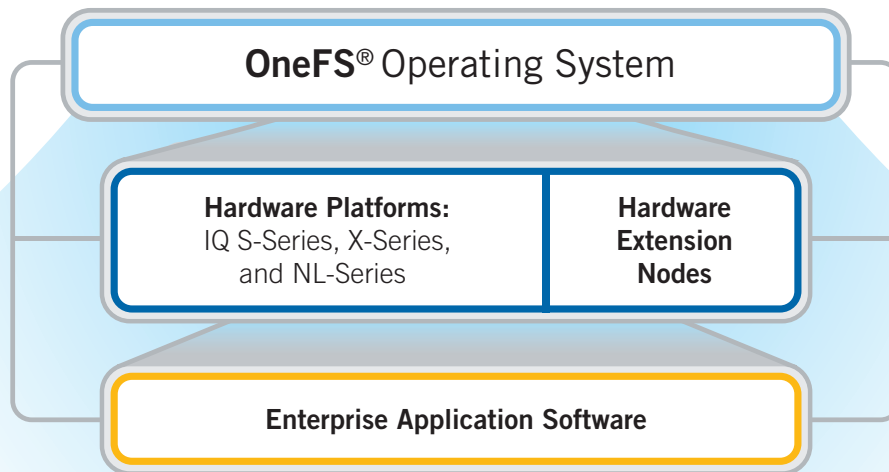 OneFS® Operating System
Hardware Platforms:
IQ S-Series, X-Series,
and NL-Series
Hardware
Extension
Nodes
Enterprise Application Software